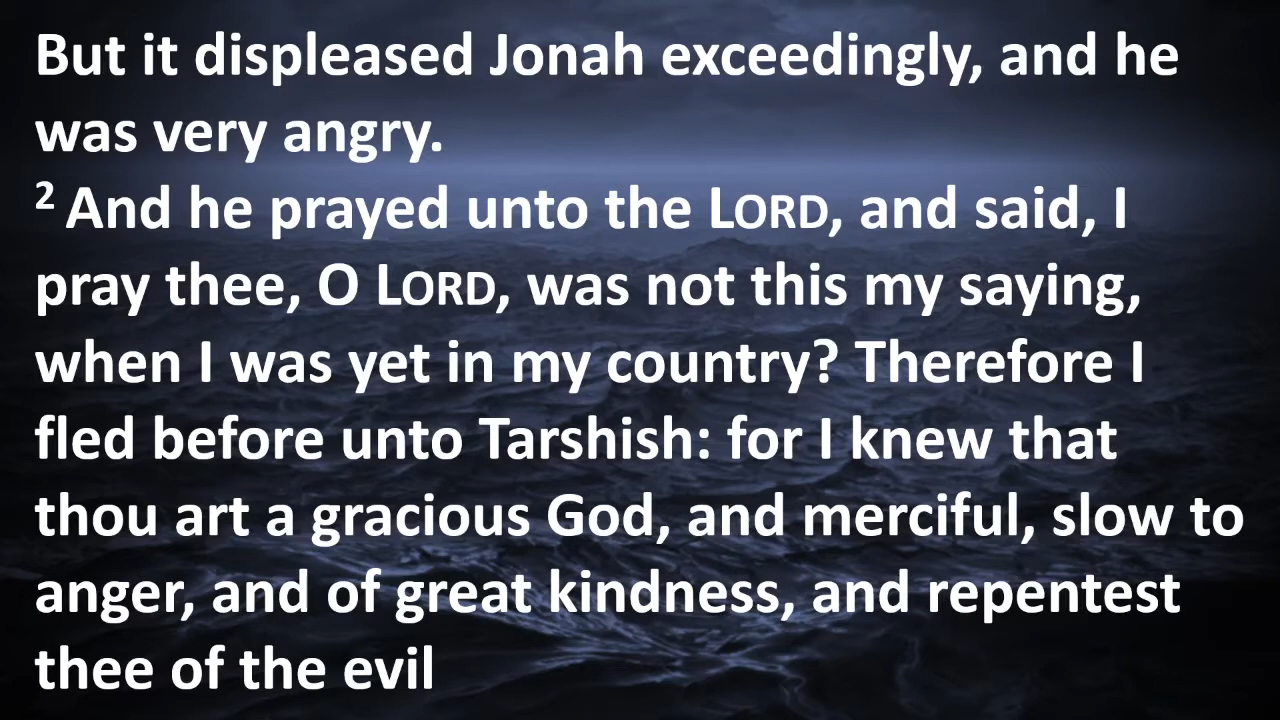 But it displeased Jonah exceedingly, and he
was very angry.
² And he prayed unto the LORD, and said, I
pray thee, O LORD, was not this my saying,
when I was yet in my country? Therefore I
fled before unto Tarshish: for I knew that
thou art a gracious God, and merciful, slow to
anger, and of great kindness, and repentest
thee of the evil